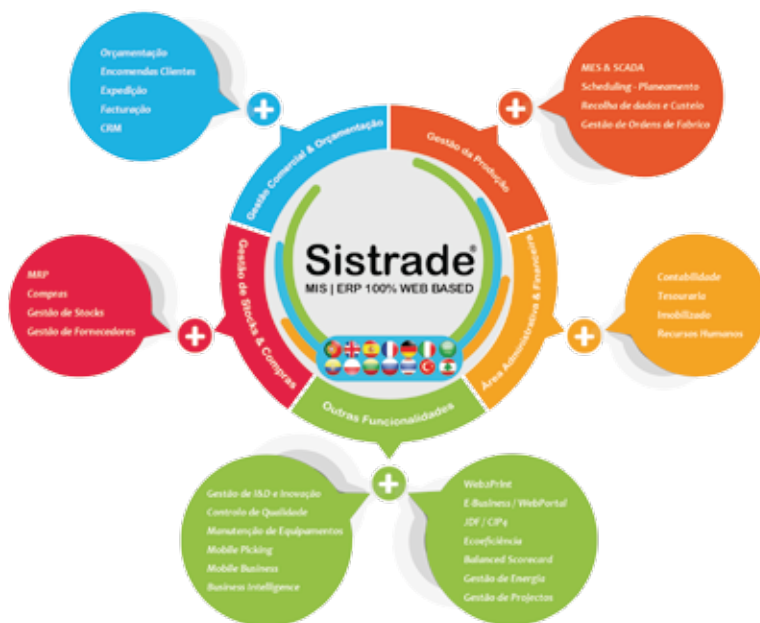 Orçamentação
Encomendas Clientes
Expedição
Facturação
CRM
MES & SCADA
Scheduling - Planeamento
Recolha de dados e Custeio
Gestão de Ordens de Fabrico
Gestão Comercial & Orçamentação
Gestão da Produção
Sistrade®
MIS | ERP 100% WEB BASED
MRP
Compras
Gestão de Stocks
Gestão de Fornecedores
Gestão de Stocks & Compras
Área Administrativa & Financeira
Contabilidade
Tesouraria
Imobilizado
Recursos Humanos
Outras Funcionalidades
Gestão de I&D e Inovação
Controlo de Qualidade
Manutenção de Equipamentos
Mobile Picking
Mobile Business
Business Intelligence
Web2Print
E-Business / WebPortal
JDF / CIP4
Ecoeficiência
Balanced Scorecard
Gestão de Energia
Gestão de Projectos